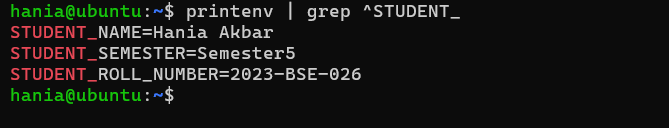 hania@ubuntu:~$ printenv | grep ^STUDENT_
STUDENT_NAME=Hania Akbar
STUDENT_SEMESTER=Semester5
STUDENT_ROLL_NUMBER=2023-BSE-026
hania@ubuntu:~$